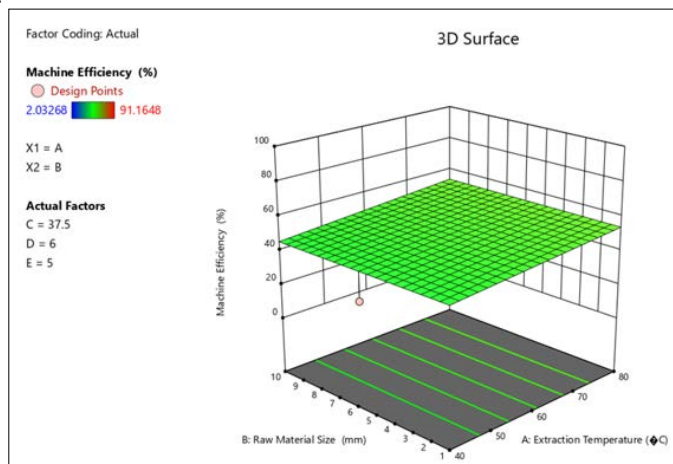 Factor Coding: Actual
3D Surface
Machine Efficiency (%)
Design Points
2.03268 91.1648
X1 = A
X2 = B
Actual Factors
C = 37.5
D = 6
E = 5
Machine Efficiency (%)
100
80
60
40
20
0
10
9
8
7
6
5
4
3
2
1
40
50
60
70
80
B: Raw Material Size (mm)
A: Extraction Temperature (�C)